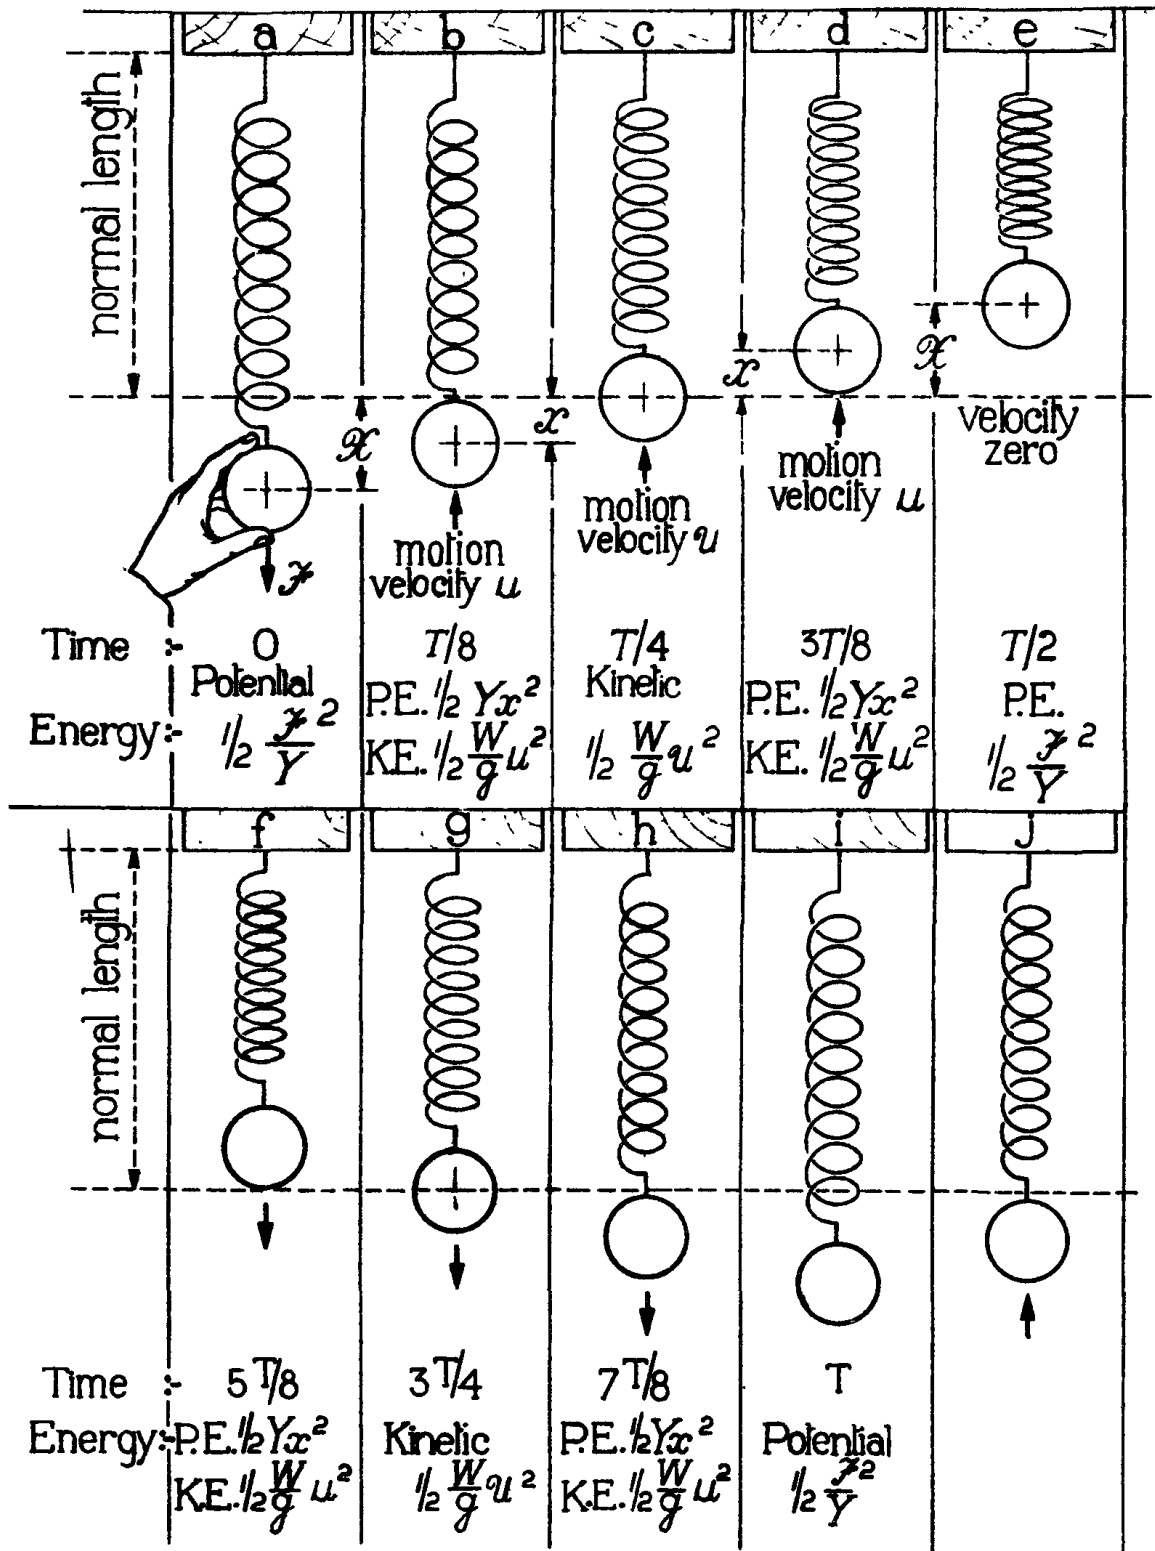 a b c d e
normal length
𝒳
x
x
𝒳
ℱ
motion
velocity u
motion
velocity 𝒰
motion
velocity u
velocity
zero
Time :- 0 T/8 T/4 3T/8 T/2
Energy :-
Potential
1/2 ℱ²/Y
P.E. 1/2 Yx²
K.E. 1/2 W/g u²
Kinetic
1/2 W/g 𝒰²
P.E. 1/2 Yx²
K.E. 1/2 W/g u²
P.E.
1/2 ℱ²/Y
f g h i j
normal length
Time :- 5T/8 3T/4 7T/8 T
Energy :-
P.E. 1/2 Yx²
K.E. 1/2 W/g u²
Kinetic
1/2 W/g 𝒰²
P.E. 1/2 Yx²
K.E. 1/2 W/g u²
Potential
1/2 ℱ²/Y